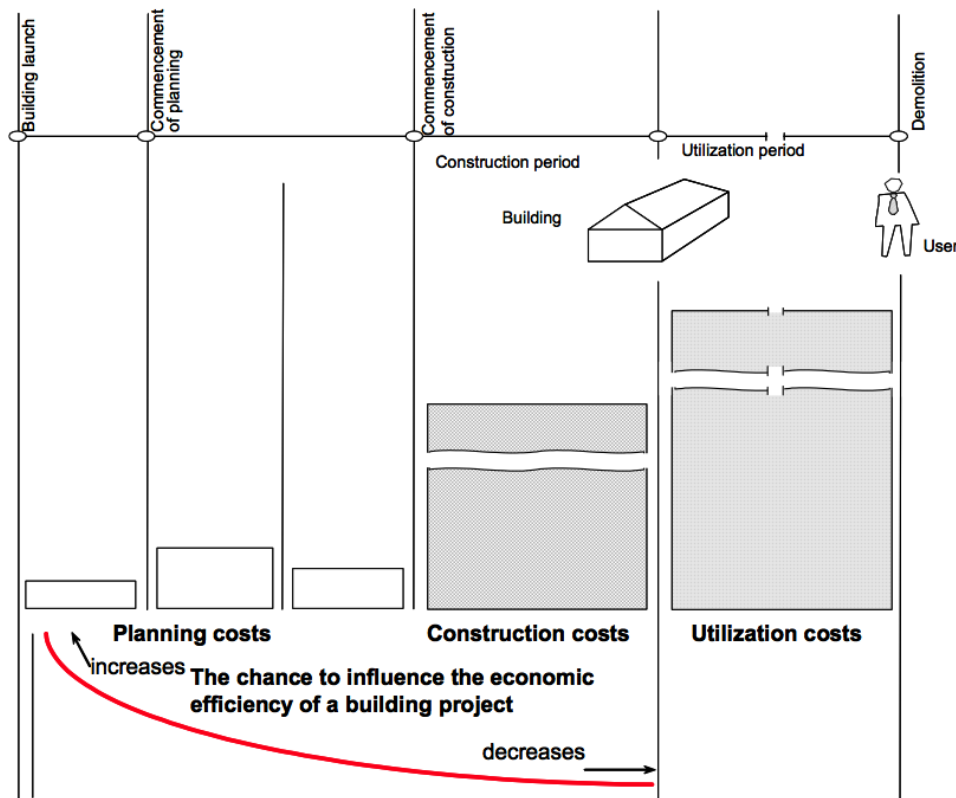 Building launch
Commencement
of planning
Commencement
of construction
Demolition
Construction period
Utilization period
Building
User
Planning costs
Construction costs
Utilization costs
increases
The chance to influence the economic
efficiency of a building project
decreases